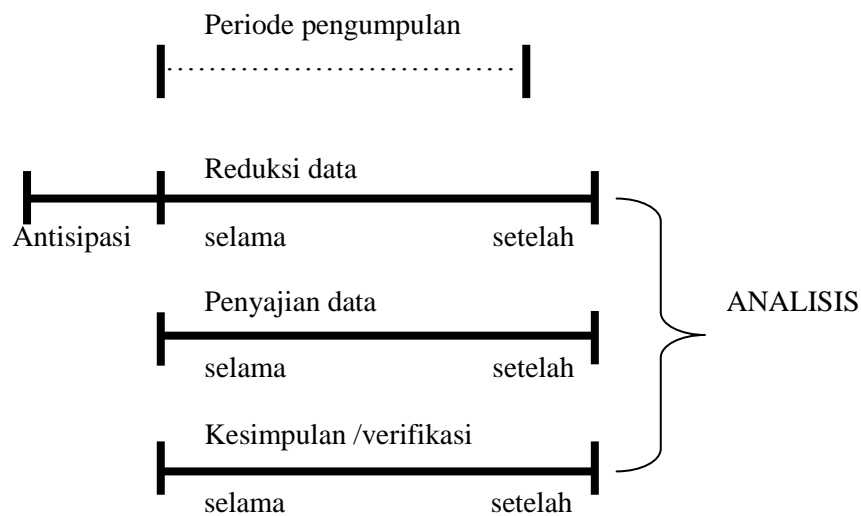 Periode pengumpulan
Reduksi data
Antisipasi selama setelah
Penyajian data
ANALISIS
selama setelah
Kesimpulan /verifikasi
selama setelah